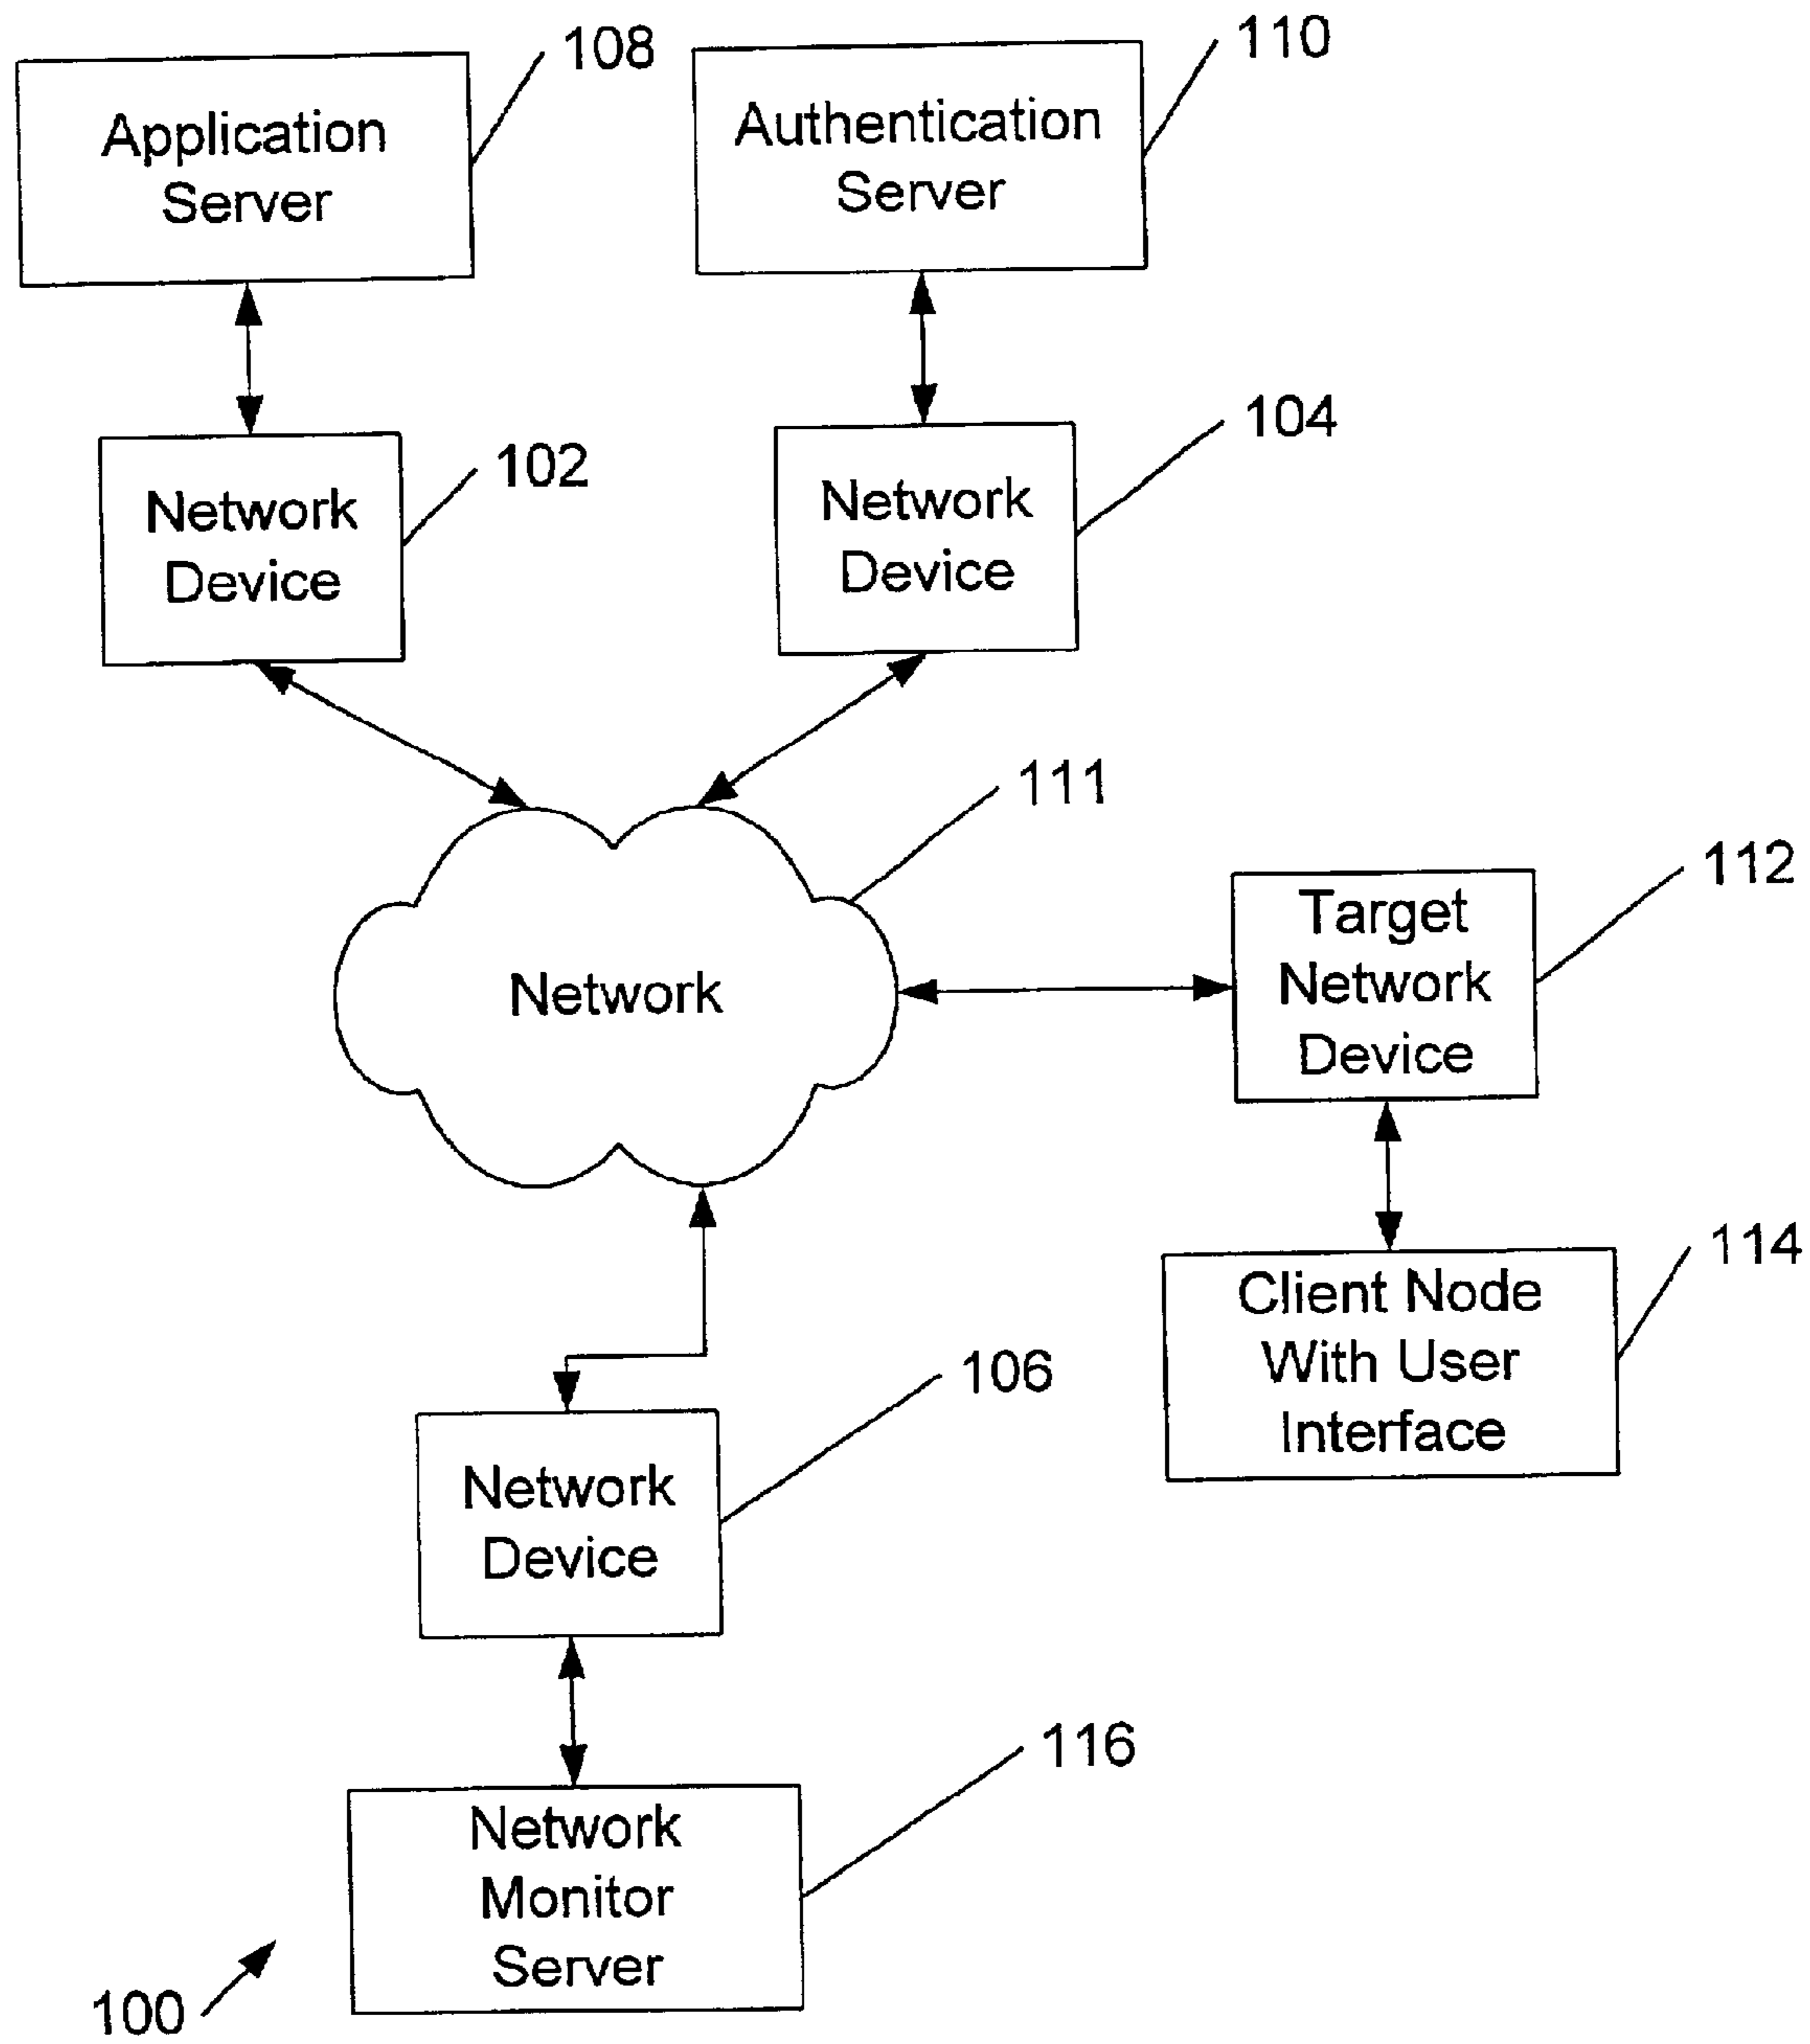 108
110
Application
Server
Authentication
Server
102
104
Network
Device
Network
Device
111
112
Network
Target
Network
Device
114
Client Node
With User
Interface
106
Network
Device
116
Network
Monitor
Server
100